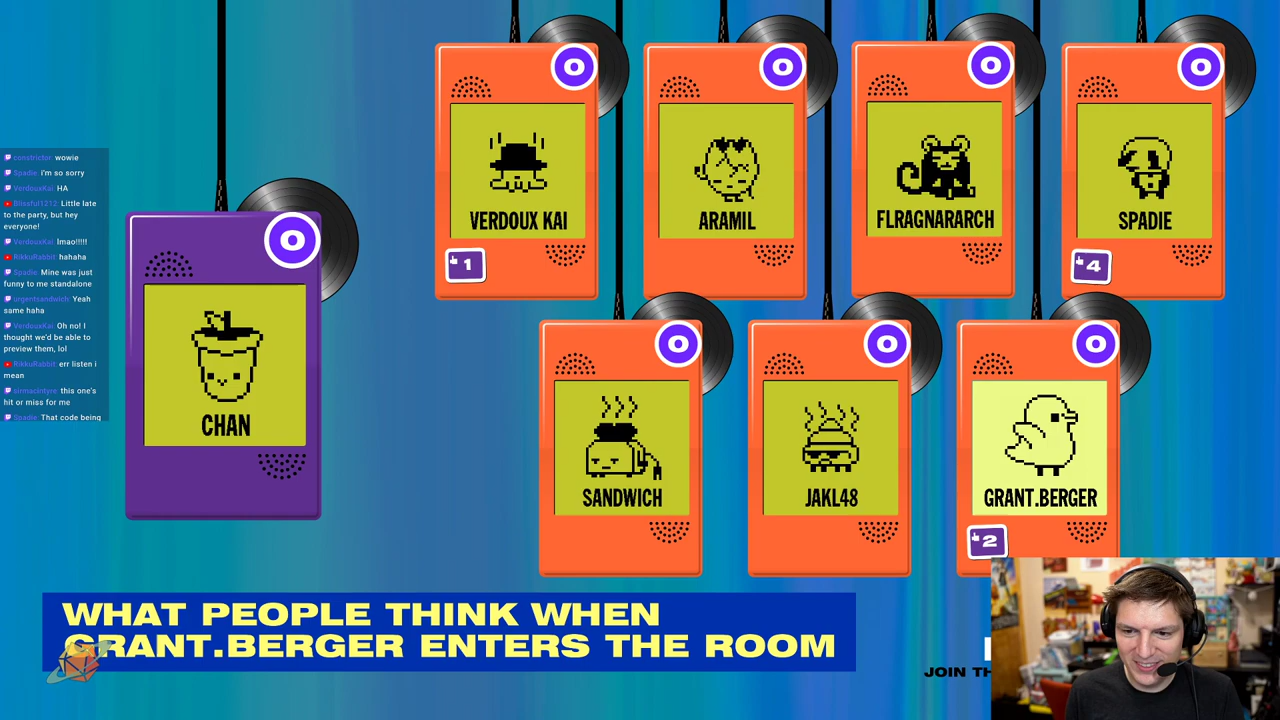 constrictor: wowie
Spadie: I'm so sorry
VerdouxKai: HA
Blissful1212: Little late
to the party, but hey
everyone!
VerdouxKai: lmao!!!!!
RikkuRabbit: hahaha
Spadie: Mine was just
funny to me standalone
urgentsandwich: Yeah
same haha
VerdouxKai: Oh no! I
thought we'd be able to
preview them, lol
RikkuRabbit: err listen i
mean
sirmacintyre: this one's
hit or miss for me
Spadie: That code being
O
CHAN
O
VERDOUX KAI
1
O
ARAMIL
O
FLRAGNARARCH
O
SPADIE
4
O
SANDWICH
O
JAKL48
O
GRANT.BERGER
2
WHAT PEOPLE THINK WHEN
GRANT.BERGER ENTERS THE ROOM
JOIN